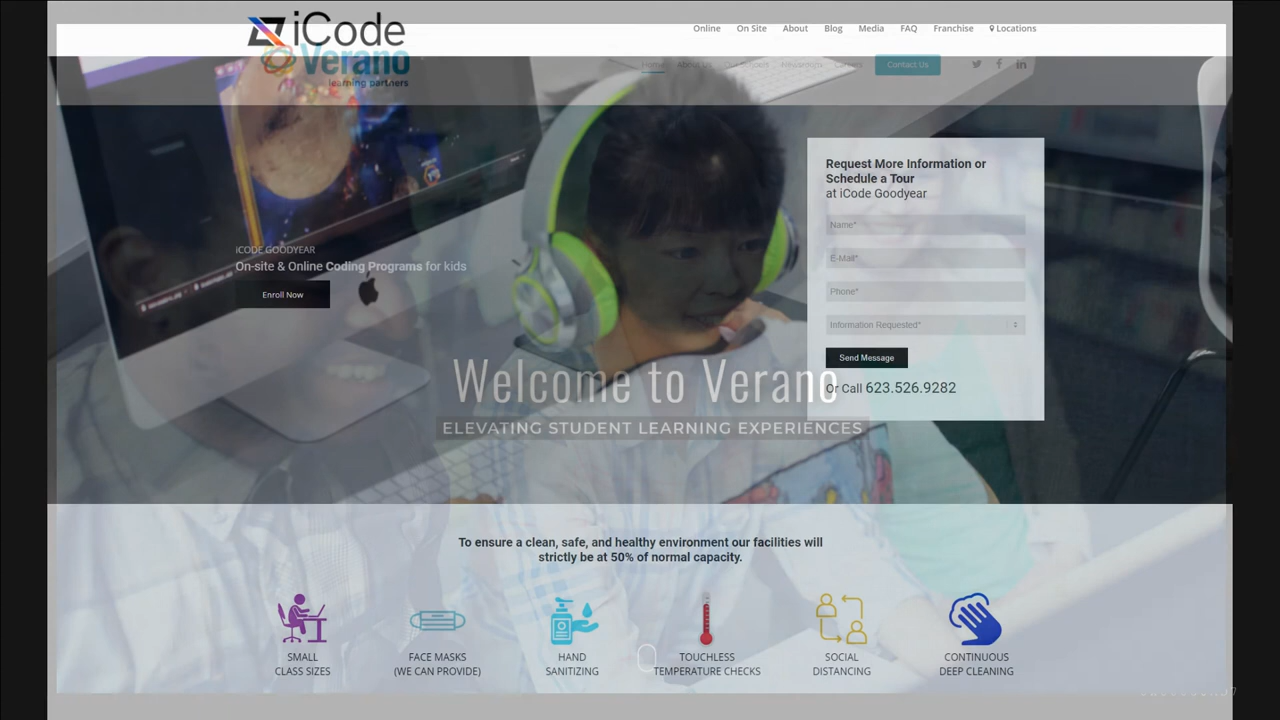 iCode
Verano
learning partners
Online On Site About Blog Media FAQ Franchise Locations
Home About Us Careers Contact Us
Request More Information or
Schedule a Tour
at iCode Goodyear
Name*
E-Mail*
Phone*
Information Requested*
Send Message
Or Call 623.526.9282
iCODE GOODYEAR
On-site & Online Coding Programs for kids
Enroll Now
Welcome to Verano
ELEVATING STUDENT LEARNING EXPERIENCES
To ensure a clean, safe, and healthy environment our facilities will
strictly be at 50% of normal capacity.
SMALL
CLASS SIZES
FACE MASKS
(WE CAN PROVIDE)
HAND
SANITIZING
TOUCHLESS
TEMPERATURE CHECKS
SOCIAL
DISTANCING
CONTINUOUS
DEEP CLEANING